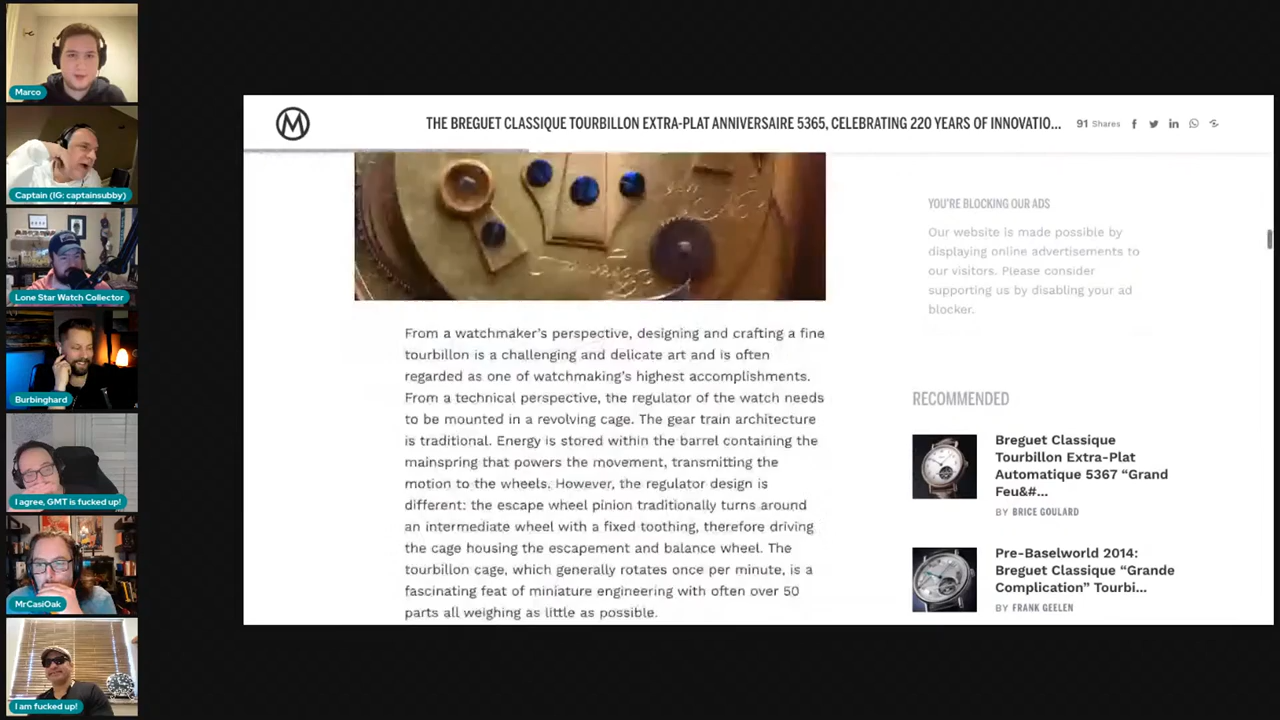 Marco
Captain (IG: captainsubby)
Lone Star Watch Collector
Burbinghard
I agree, GMT is fucked up!
MrCasiOak
I am fucked up!
M
THE BREGUET CLASSIQUE TOURBILLON EXTRA-PLAT ANNIVERSAIRE 5365, CELEBRATING 220 YEARS OF INNOVATIO...
91 Shares
From a watchmaker's perspective, designing and crafting a fine
tourbillon is a challenging and delicate art and is often
regarded as one of watchmaking's highest accomplishments.
From a technical perspective, the regulator of the watch needs
to be mounted in a revolving cage. The gear train architecture
is traditional. Energy is stored within the barrel containing the
mainspring that powers the movement, transmitting the
motion to the wheels. However, the regulator design is
different: the escape wheel pinion traditionally turns around
an intermediate wheel with a fixed toothing, therefore driving
the cage housing the escapement and balance wheel. The
tourbillon cage, which generally rotates once per minute, is a
fascinating feat of miniature engineering with often over 50
parts all weighing as little as possible.
YOU'RE BLOCKING OUR ADS
Our website is made possible by
displaying online advertisements to
our visitors. Please consider
supporting us by disabling your ad
blocker.
RECOMMENDED
Breguet Classique
Tourbillon Extra-Plat
Automatique 5367 "Grand
Feu&#...
BY BRICE GOULARD
Pre-Baselworld 2014:
Breguet Classique "Grande
Complication" Tourbi...
BY FRANK GEELEN